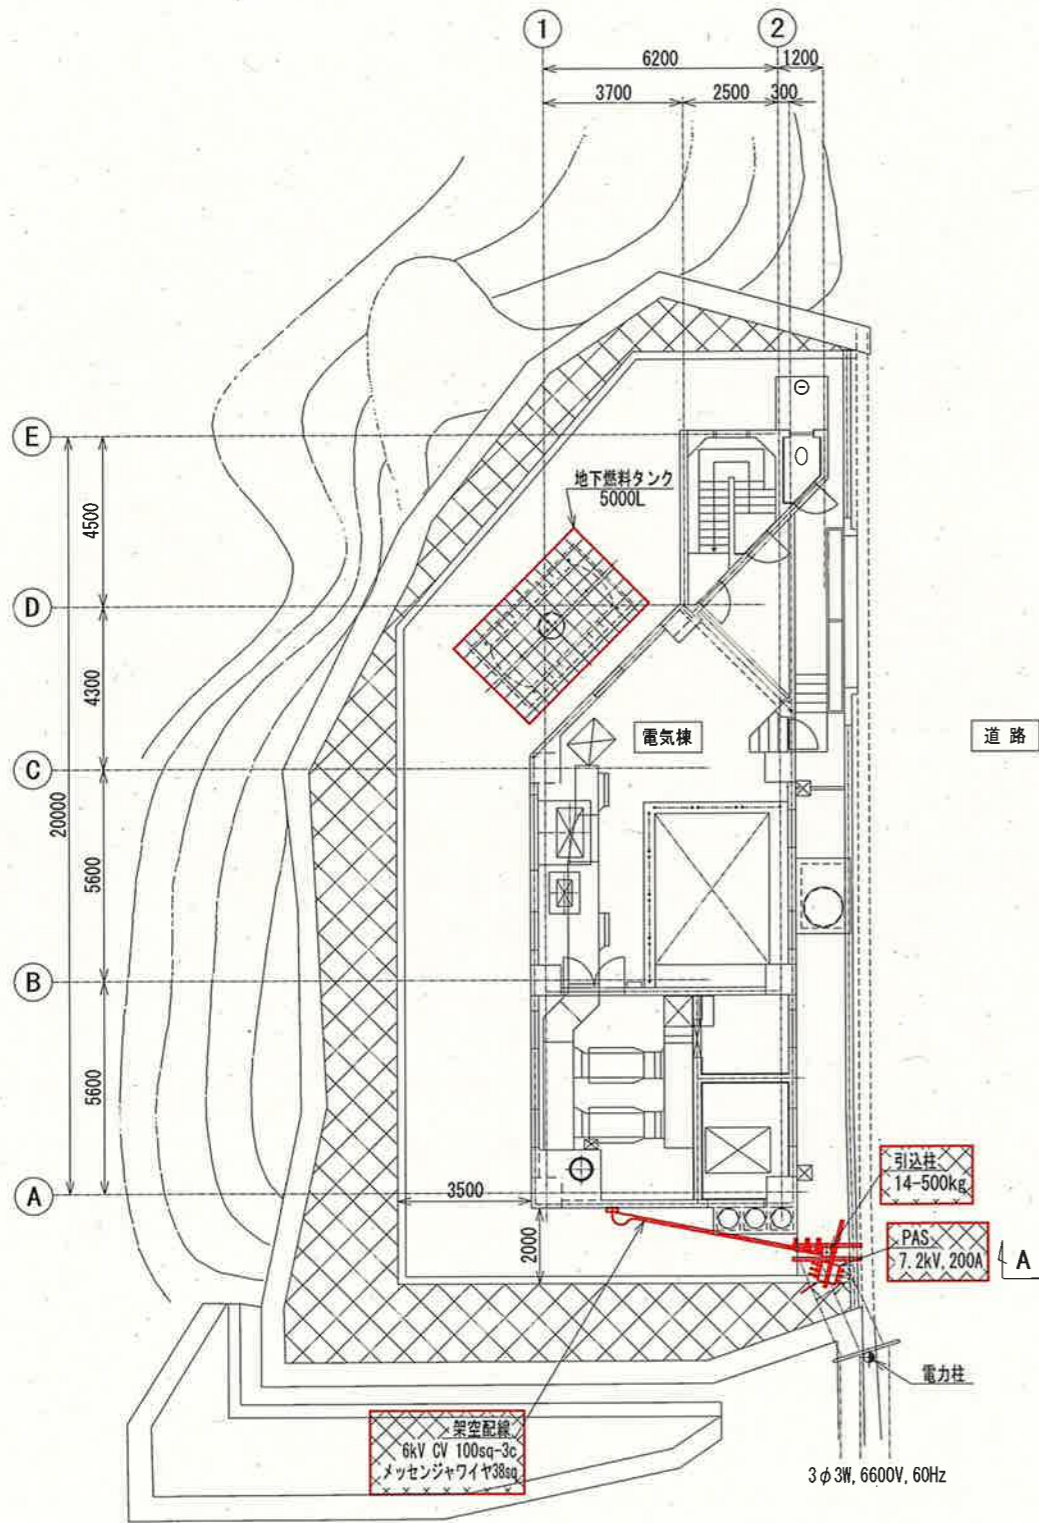 1
2
6200
1200
3700
2500
300
E
地下燃料タンク
5000L
4500
D
4300
電気棟
道 路
C
20000
5600
B
5600
引込柱
14-500kg
A
3500
PAS
7.2kV, 200A
A
2000
電力柱
架空配線
6kV CV 100sq-3c
メッセンジャワイヤ38sq
3φ3W, 6600V, 60Hz